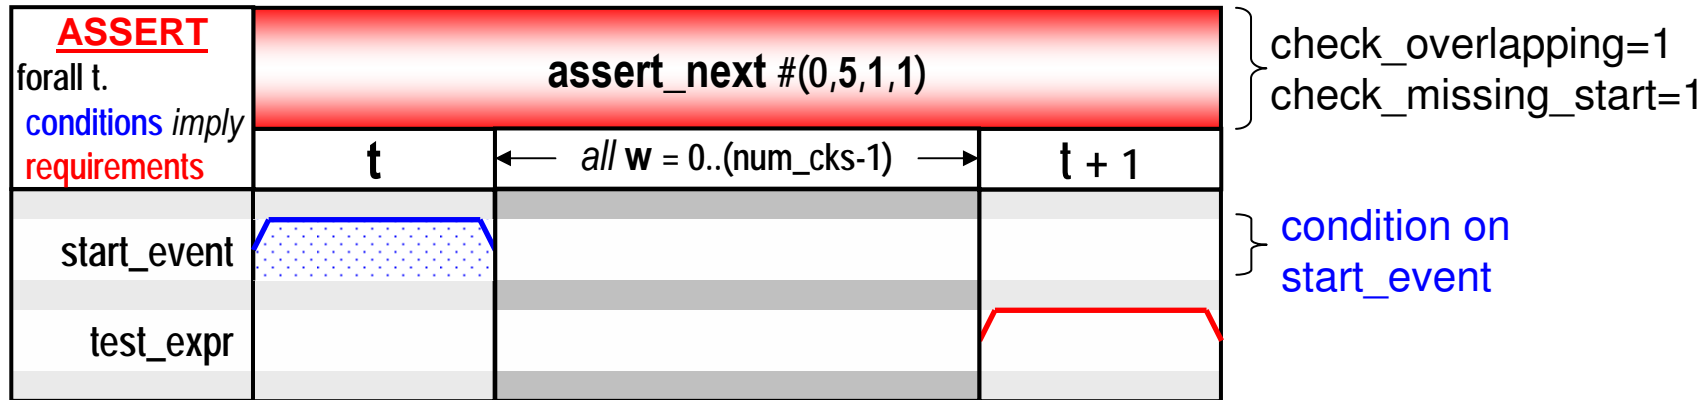 ASSERT
forall t.
conditions imply
requirements
assert_next #(0,5,1,1)
check_overlapping=1
check_missing_start=1
t
all w = 0..(num_cks-1)
t + 1
start_event
condition on
start_event
test_expr